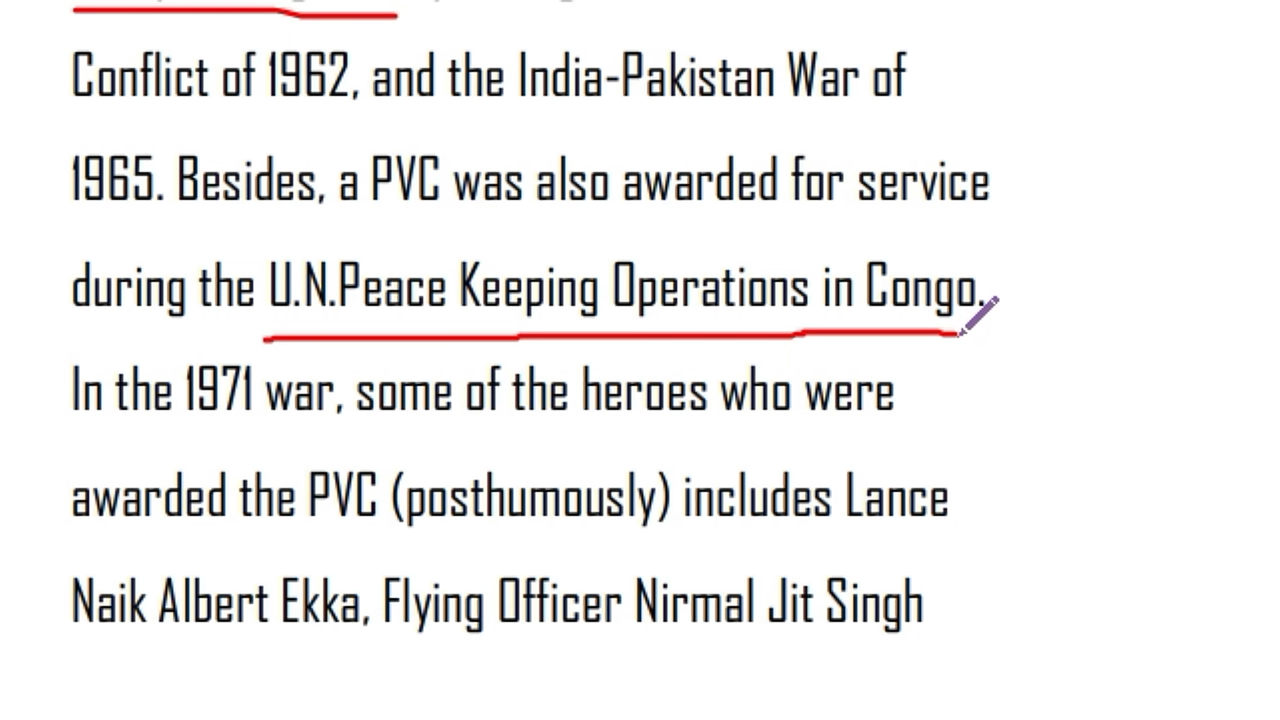 Conflict of 1962, and the India-Pakistan War of
1965. Besides, a PVC was also awarded for service
during the U.N.Peace Keeping Operations in Congo.
In the 1971 war, some of the heroes who were
awarded the PVC (posthumously) includes Lance
Naik Albert Ekka, Flying Officer Nirmal Jit Singh